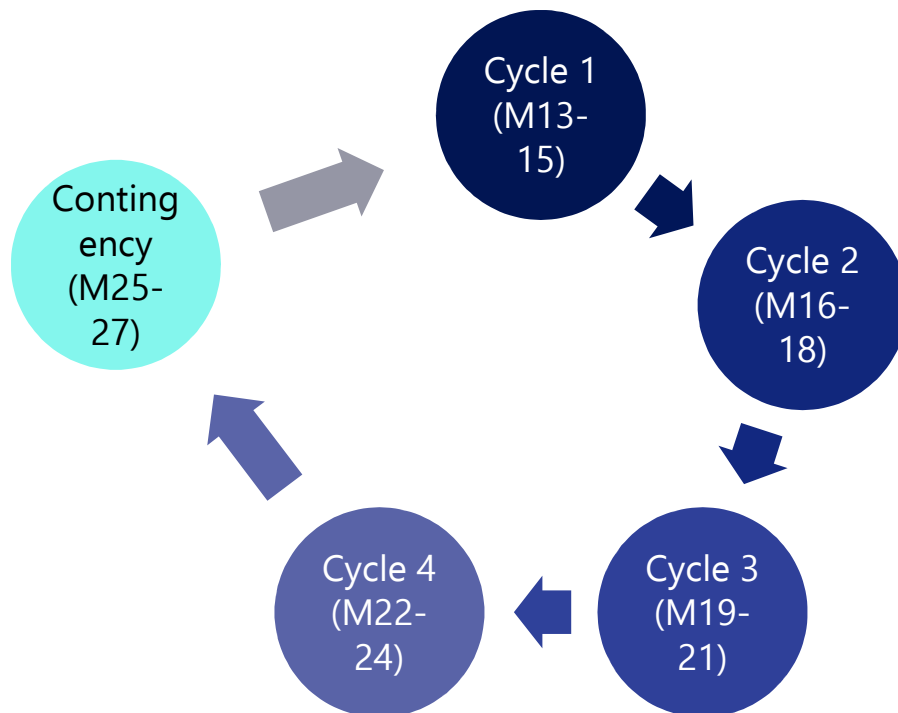 Cycle 1
(M13-
15)
Cycle 2
(M16-
18)
Cycle 3
(M19-
21)
Cycle 4
(M22-
24)
Conting
ency
(M25-
27)